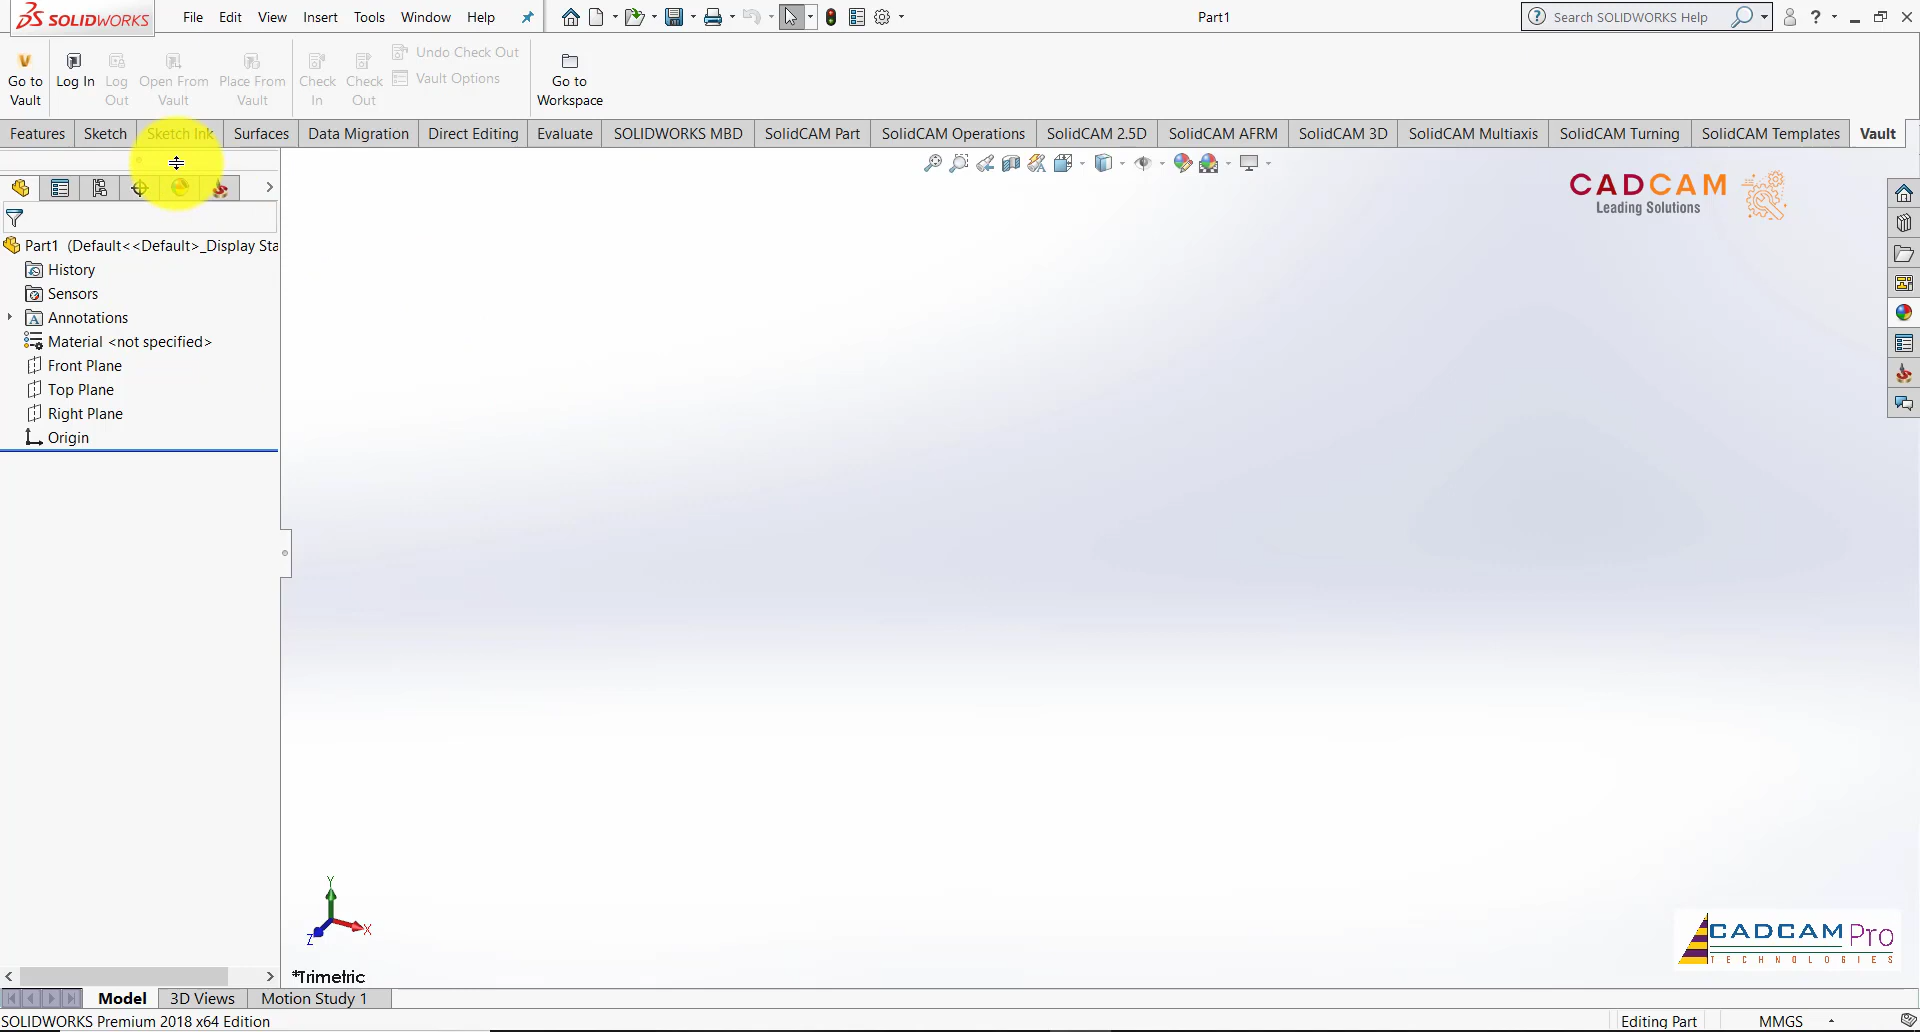 SOLIDWORKS File Edit View Insert Tools Window Help Part1 Search SOLIDWORKS Help ?
Go to Vault
Log In
Log Out
Open From Vault
Place From Vault
Check In
Check Out
Undo Check Out
Vault Options
Go to Workspace
Features Sketch Sketch Ink Surfaces Data Migration Direct Editing Evaluate SOLIDWORKS MBD SolidCAM Part SolidCAM Operations SolidCAM 2.5D SolidCAM AFRM SolidCAM 3D SolidCAM Multiaxis SolidCAM Turning SolidCAM Templates Vault
CADCAM
Leading Solutions
Part1 (Default<<Default>_Display Sta
History
Sensors
Annotations
Material <not specified>
Front Plane
Top Plane
Right Plane
Origin
Y
X
Z
*Trimetric
CADCAM Pro
TECHNOLOGIES
Model 3D Views Motion Study 1
SOLIDWORKS Premium 2018 x64 Edition Editing Part MMGS